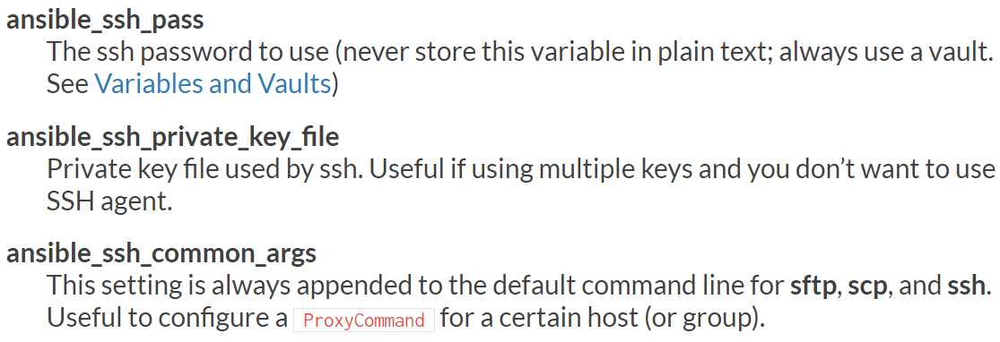 ansible_ssh_pass
The ssh password to use (never store this variable in plain text; always use a vault.
See Variables and Vaults)
ansible_ssh_private_key_file
Private key file used by ssh. Useful if using multiple keys and you don’t want to use
SSH agent.
ansible_ssh_common_args
This setting is always appended to the default command line for sftp, scp, and ssh.
Useful to configure a ProxyCommand for a certain host (or group).